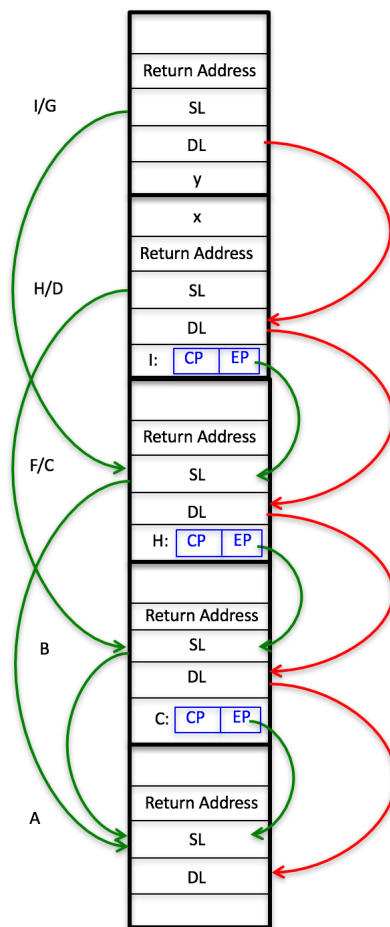 Return Address
I/G
SL
DL
y
x
Return Address
H/D
SL
DL
I: CP EP
Return Address
F/C
SL
DL
H: CP EP
Return Address
B
SL
DL
C: CP EP
Return Address
A
SL
DL